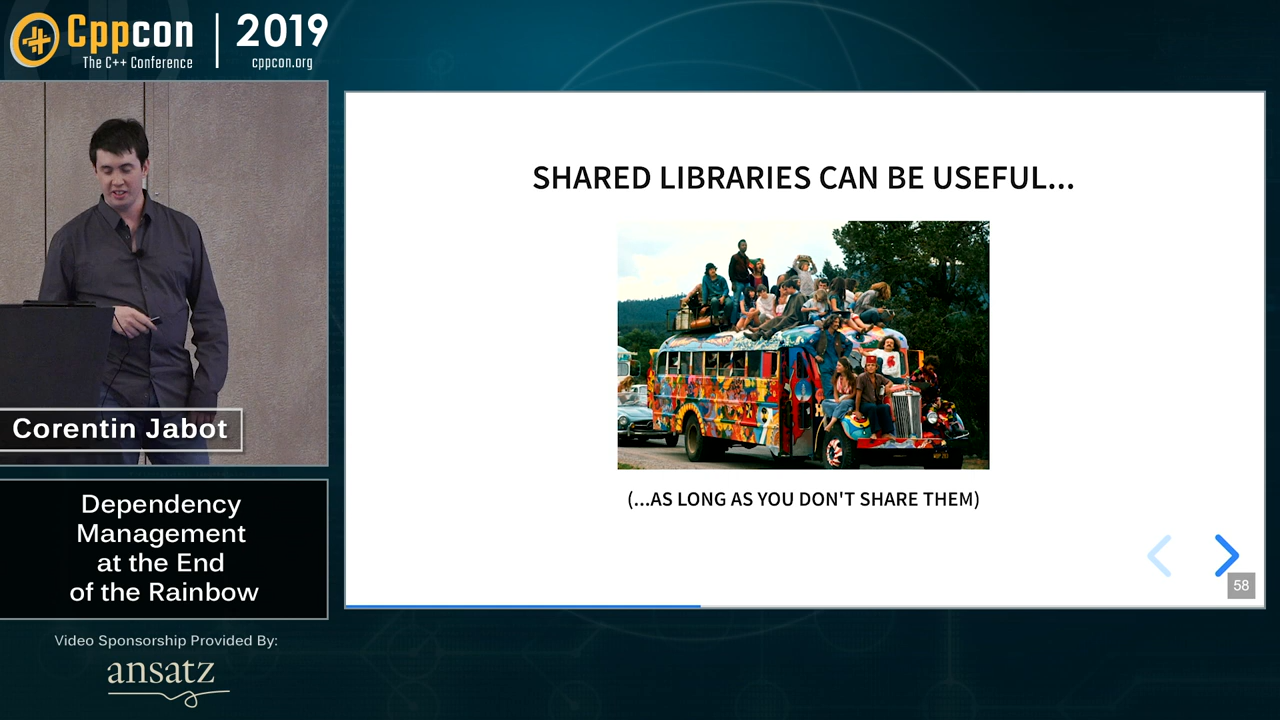 Cppcon
The C++ Conference
2019
cppcon.org
SHARED LIBRARIES CAN BE USEFUL...
(...AS LONG AS YOU DON'T SHARE THEM)
58
Corentin Jabot
Dependency
Management
at the End
of the Rainbow
Video Sponsorship Provided By:
ansatz